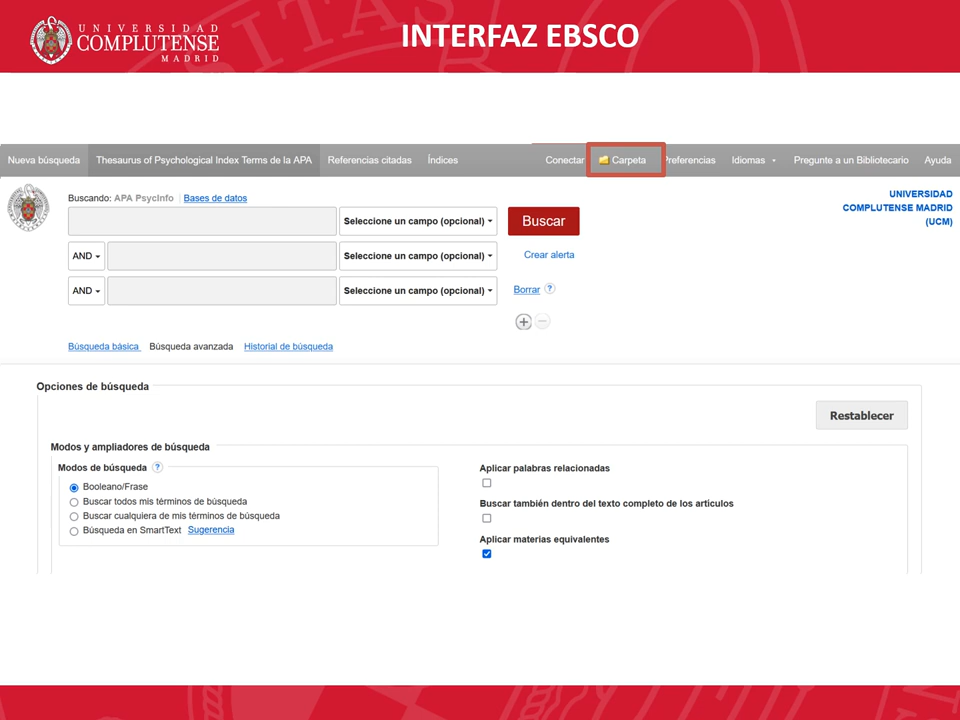 UNIVERSIDAD
COMPLUTENSE
MADRID
INTERFAZ EBSCO
Nueva búsqueda Thesaurus of Psychological Index Terms de la APA Referencias citadas Índices Conectar Carpeta Preferencias Idiomas Pregunte a un Bibliotecario Ayuda
Buscando: APA PsycInfo Bases de datos
UNIVERSIDAD
COMPLUTENSE MADRID
(UCM)
Seleccione un campo (opcional) Buscar
AND Seleccione un campo (opcional) Crear alerta
AND Seleccione un campo (opcional) Borrar ?
Búsqueda básica Búsqueda avanzada Historial de búsqueda
Opciones de búsqueda
Restablecer
Modos y ampliadores de búsqueda
Modos de búsqueda ?
Booleano/Frase
Buscar todos mis términos de búsqueda
Buscar cualquiera de mis términos de búsqueda
Búsqueda en SmartText Sugerencia
Aplicar palabras relacionadas
Buscar también dentro del texto completo de los artículos
Aplicar materias equivalentes